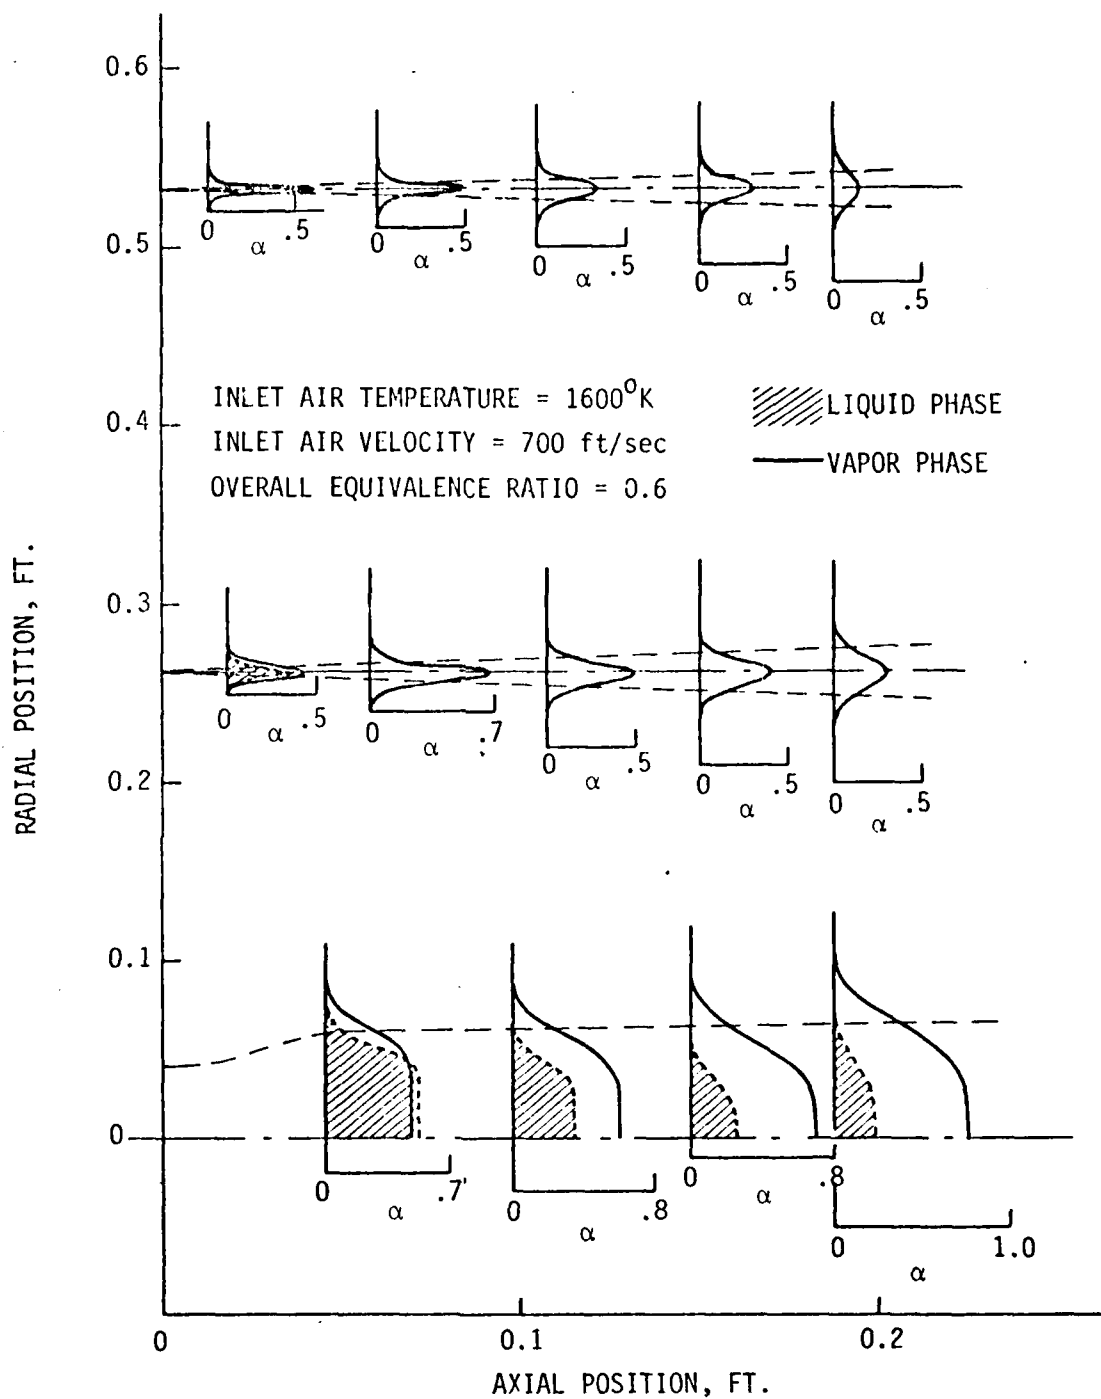 0.6
0 α .5
0 α .5
0 α .5
0 α .5
0 α .5
0.5
INLET AIR TEMPERATURE = 1600°K
INLET AIR VELOCITY = 700 ft/sec
OVERALL EQUIVALENCE RATIO = 0.6
LIQUID PHASE
VAPOR PHASE
0.4
RADIAL POSITION, FT.
0.3
0 α .5
0 α .7
0 α .5
0 α .5
0 α .5
0.2
0.1
0
0 α .7
0 α .8
0 α .8
0 α 1.0
0 0.1 0.2
AXIAL POSITION, FT.